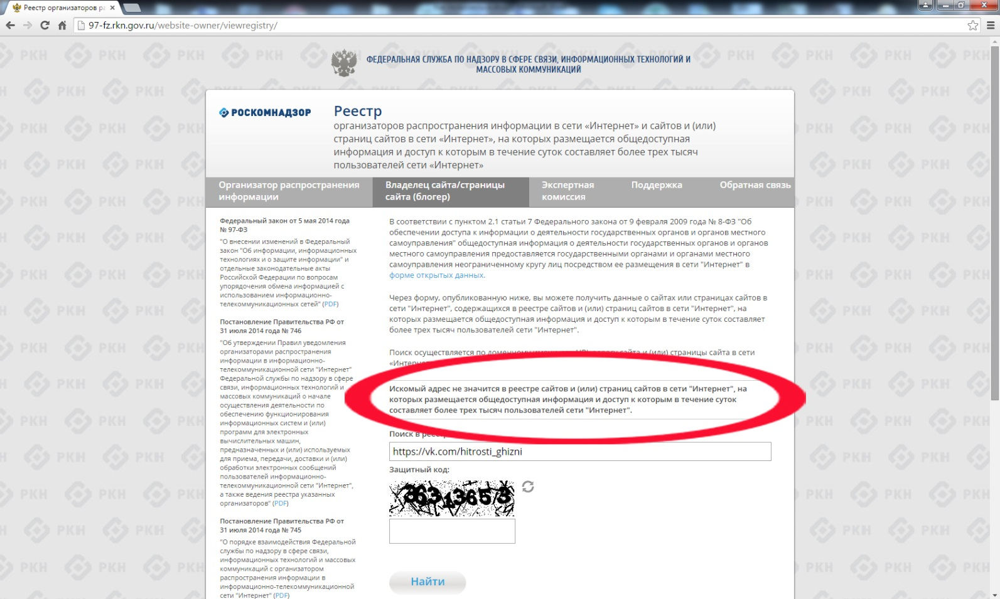 Реестр организаторов ра
97-fz.rkn.gov.ru/website-owner/viewregistry/
ФЕДЕРАЛЬНАЯ СЛУЖБА ПО НАДЗОРУ В СФЕРЕ СВЯЗИ, ИНФОРМАЦИОННЫХ ТЕХНОЛОГИЙ И
МАССОВЫХ КОММУНИКАЦИЙ
РОСКОМНАДЗОР
Реестр
организаторов распространения информации в сети «Интернет» и сайтов и (или)
страниц сайтов в сети «Интернет», на которых размещается общедоступная
информация и доступ к которым в течение суток составляет более трех тысяч
пользователей сети «Интернет»
Организатор распространения
информации
Владелец сайта/страницы
сайта (блогер)
Экспертная
комиссия
Поддержка
Обратная связь
Федеральный закон от 5 мая 2014 года
№ 97-ФЗ
"О внесении изменений в Федеральный
закон "Об информации, информационных
технологиях и о защите информации" и
отдельные законодательные акты
Российской Федерации по вопросам
упорядочения обмена информацией с
использованием информационно-
телекоммуникационных сетей" (PDF)
Постановление Правительства РФ от
31 июля 2014 года № 746
"Об утверждении Правил уведомления
организаторами распространения
информации в информационно-
телекоммуникационной сети "Интернет"
Федеральной службы по надзору в сфере
связи, информационных технологий и
массовых коммуникаций о начале
осуществления деятельности по
обеспечению функционирования
информационных систем и (или)
программ для электронных
вычислительных машин,
предназначенных и (или) используемых
для приема, передачи, доставки и (или)
обработки электронных сообщений
пользователей информационно-
телекоммуникационной сети "Интернет",
а также ведения реестра указанных
организаторов" (PDF)
Постановление Правительства РФ от
31 июля 2014 года № 745
"О порядке взаимодействия Федеральной
службы по надзору в сфере связи,
информационных технологий и массовых
коммуникаций с организатором
распространения информации в
информационно-телекоммуникационной
сети "Интернет" (PDF)
В соответствии с пунктом 2.1 статьи 7 Федерального закона от 9 февраля 2009 года № 8-ФЗ "Об
обеспечении доступа к информации о деятельности государственных органов и органов местного
самоуправления" общедоступная информация о деятельности государственных органов и органов
местного самоуправления предоставляется государственными органами и органами местного
самоуправления неограниченному кругу лиц посредством ее размещения в сети "Интернет" в
форме открытых данных.
Через форму, опубликованную ниже, вы можете получить данные о сайтах или страницах сайтов в
сети "Интернет", содержащихся в реестре сайтов и (или) страниц сайтов в сети "Интернет", на
которых размещается общедоступная информация и доступ к которым в течение суток составляет
более трех тысяч пользователей сети "Интернет".
Поиск осуществляется по доменному сайта и (или) страницы сайта в сети
Искомый адрес не значится в реестре сайтов и (или) страниц сайтов в сети "Интернет", на
которых размещается общедоступная информация и доступ к которым в течение суток
составляет более трех тысяч пользователей сети "Интернет".
Поиск в
https://vk.com/hitrosti_ghizni
Защитный код:
Найти